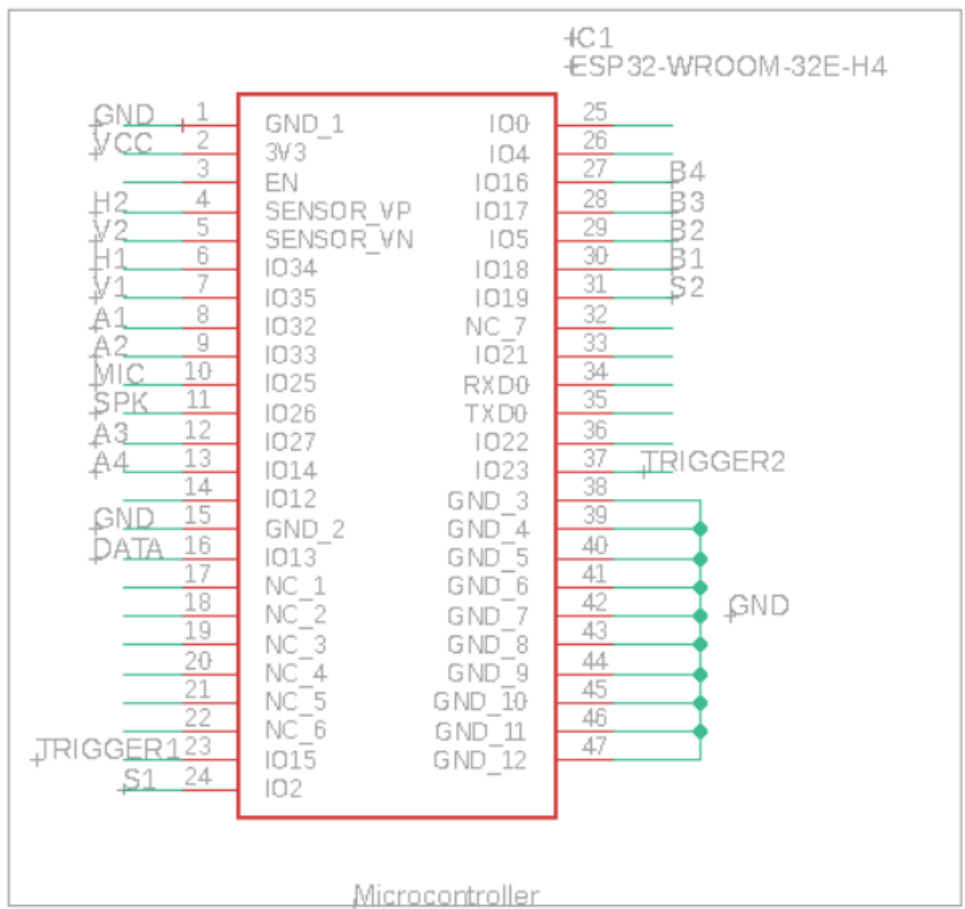 IC1
ESP32-WROOM-32E-H4
GND 1 GND_1 IO0 25
VCC 2 3V3 IO4 26
3 EN IO16 27 B4
H2 4 SENSOR_VP IO17 28 B3
V2 5 SENSOR_VN IO5 29 B2
H1 6 IO34 IO18 30 B1
V1 7 IO35 IO19 31 S2
A1 8 IO32 NC_7 32
A2 9 IO33 IO21 33
MIC 10 IO25 RXD0 34
SPK 11 IO26 TXD0 35
A3 12 IO27 IO22 36
A4 13 IO14 IO23 37 TRIGGER2
14 IO12 GND_3 38
GND 15 GND_2 GND_4 39
DATA 16 IO13 GND_5 40
17 NC_1 GND_6 41
18 NC_2 GND_7 42 GND
19 NC_3 GND_8 43
20 NC_4 GND_9 44
21 NC_5 GND_10 45
22 NC_6 GND_11 46
TRIGGER1 23 IO15 GND_12 47
S1 24 IO2
Microcontroller